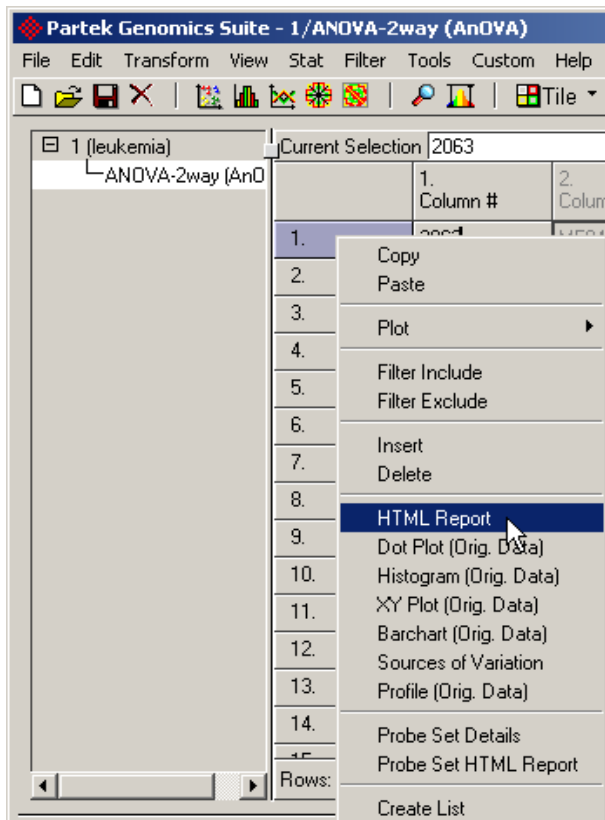 Partek Genomics Suite - 1/ANOVA-2way (AnOVA)
File Edit Transform View Stat Filter Tools Custom Help
Tile
1 (leukemia)
ANOVA-2way (AnO
Current Selection 2063
1. 2.
Column # Colum
1.
2.
3.
4.
5.
6.
7.
8.
9.
10.
11.
12.
13.
14.
Rows:
Copy
Paste
Plot
Filter Include
Filter Exclude
Insert
Delete
HTML Report
Dot Plot (Orig. Data)
Histogram (Orig. Data)
XY Plot (Orig. Data)
Barchart (Orig. Data)
Sources of Variation
Profile (Orig. Data)
Probe Set Details
Probe Set HTML Report
Create List